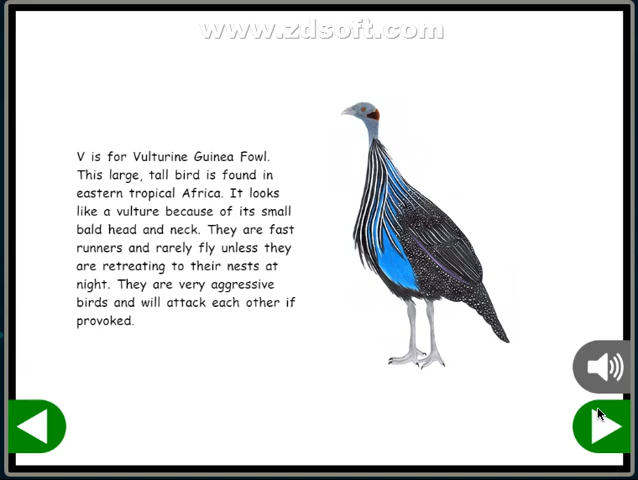 www.zdsoft.com
V is for Vulturine Guinea Fowl.
This large, tall bird is found in
eastern tropical Africa. It looks
like a vulture because of its small
bald head and neck. They are fast
runners and rarely fly unless they
are retreating to their nests at
night. They are very aggressive
birds and will attack each other if
provoked.